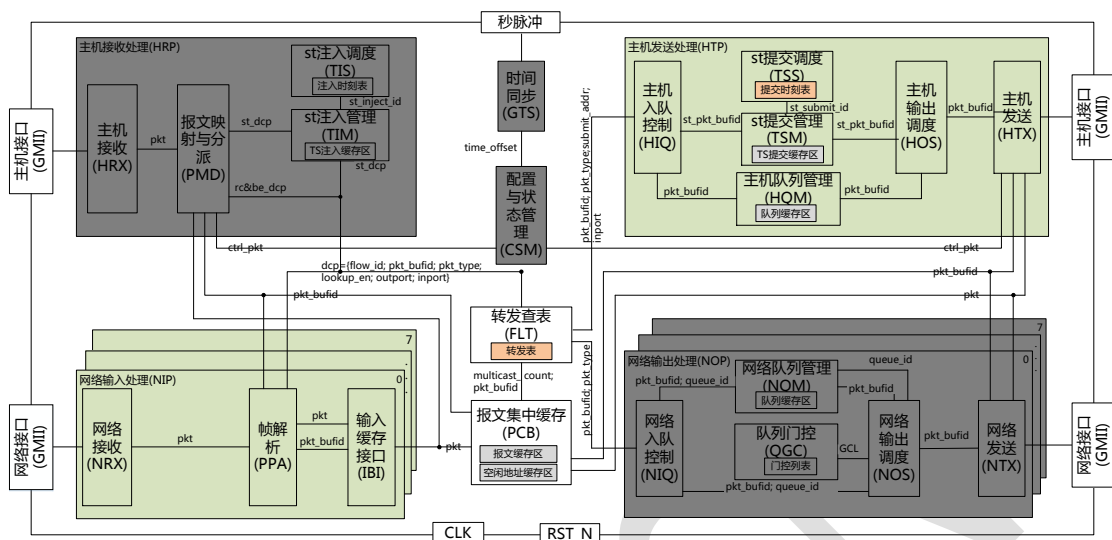 秒脉冲
主机接收处理(HRP)
st注入调度
(TIS)
注入时刻表
st_inject_id
st注入管理
(TIM)
TS注入缓存区
st_dcp
st_dcp
主机
接收
(HRX)
pkt
报文映
射与分
派
(PMD)
rc&be_dcp
主机接口
(GMII)
时间
同步
(GTS)
time_offset
配置
与状
态管
理
(CSM)
ctrl_pkt
pkt_bufid; pkt_type;submit_addr;
inport
主机发送处理(HTP)
st提交调度
(TSS)
提交时刻表
st_submit_id
主机
入队
控制
(HIQ)
st_pkt_bufid
st提交管理
(TSM)
TS提交缓存区
st_pkt_bufid
主机
输出
调度
(HOS)
pkt_bufid
主机
发送
(HTX)
pkt_bufid
主机队列管理
(HQM)
队列缓存区
pkt_bufid
主机接口
(GMII)
ctrl_pkt
dcp={flow_id; pkt_bufid; pkt_type;
lookup_en; outport; inport}
pkt_bufid
pkt_bufid
pkt
转发查表
(FLT)
转发表
multicast_count;
pkt_bufid
pkt_bufid; pkt_type
7
0
网络输入处理(NIP)
网络
接收
(NRX)
pkt
帧解
析
(PPA)
pkt
pkt_bufid
输入
缓存
接口
(IBI)
pkt
报文集中缓存
(PCB)
报文缓存区
空闲地址缓存区
网络接口
(GMII)
7
0
网络输出处理(NOP)
queue_id
pkt_bufid; queue_id
网络队列管理
(NQM)
队列缓存区
pkt_bufid
网络
入队
控制
(NIQ)
队列门控
(QGC)
门控列表
GCL
网络
输出
调度
(NOS)
pkt_bufid
网络
发送
(NTX)
pkt_bufid; queue_id
网络接口
(GMII)
CLK
RST_N